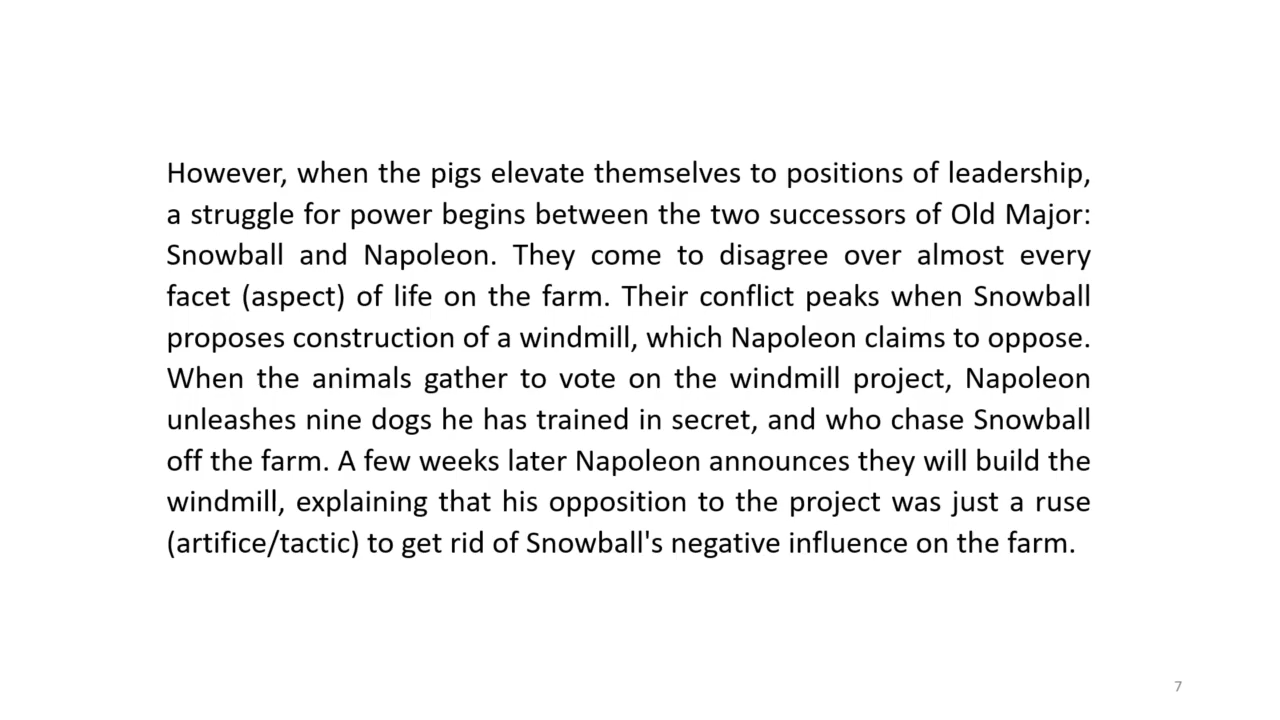 However, when the pigs elevate themselves to positions of leadership,
a struggle for power begins between the two successors of Old Major:
Snowball and Napoleon. They come to disagree over almost every
facet (aspect) of life on the farm. Their conflict peaks when Snowball
proposes construction of a windmill, which Napoleon claims to oppose.
When the animals gather to vote on the windmill project, Napoleon
unleashes nine dogs he has trained in secret, and who chase Snowball
off the farm. A few weeks later Napoleon announces they will build the
windmill, explaining that his opposition to the project was just a ruse
(artifice/tactic) to get rid of Snowball's negative influence on the farm.
7